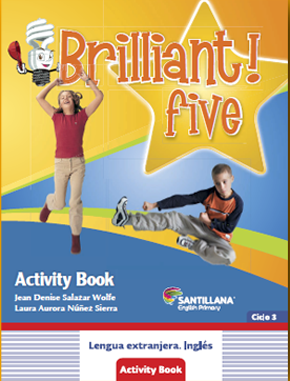 Brilliant!
five
Activity Book
Jean Denise Salazar Wolfe
Laura Aurora Núñez Sierra
SANTILLANA
English Primary
Ciclo 3
Lengua extranjera. Inglés
Activity Book